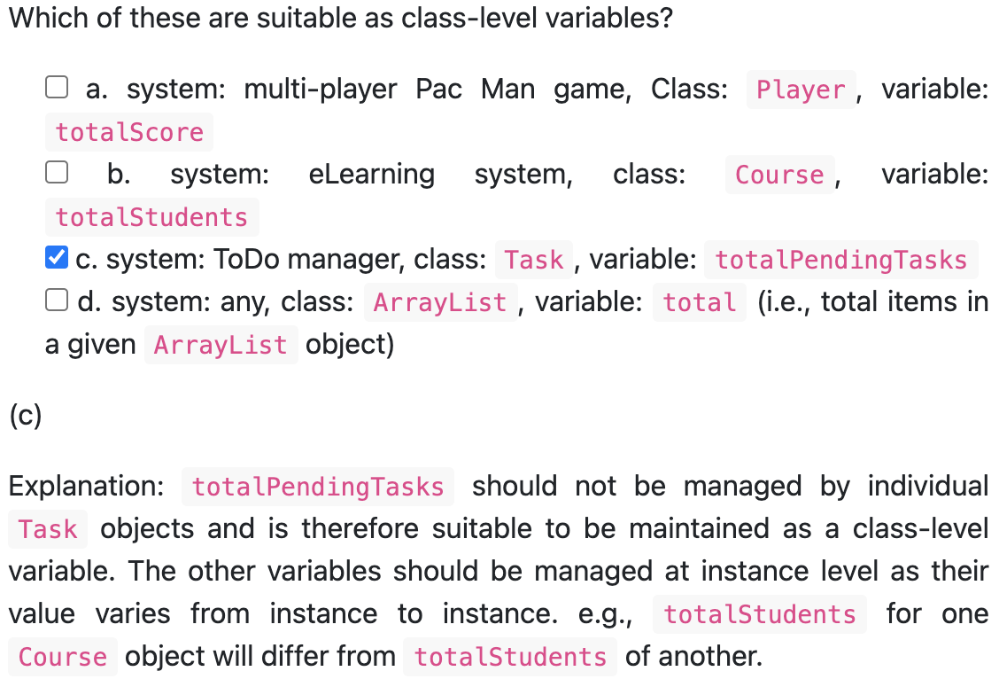 Which of these are suitable as class-level variables?
a. system: multi-player Pac Man game, Class: Player, variable:
totalScore
b. system: eLearning system, class: Course, variable:
totalStudents
c. system: ToDo manager, class: Task, variable: totalPendingTasks
d. system: any, class: ArrayList, variable: total (i.e., total items in
a given ArrayList object)
(c)
Explanation: totalPendingTasks should not be managed by individual
Task objects and is therefore suitable to be maintained as a class-level
variable. The other variables should be managed at instance level as their
value varies from instance to instance. e.g., totalStudents for one
Course object will differ from totalStudents of another.